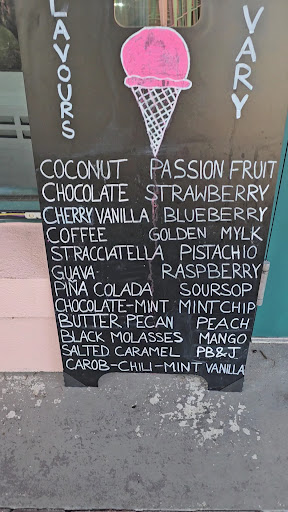 FLAVOURS VARY
COCONUT PASSION FRUIT
CHOCOLATE STRAWBERRY
CHERRY VANILLA BLUEBERRY
COFFEE GOLDEN MYLK
STRACCIATELLA PISTACHIO
GUAVA RASPBERRY
PIÑA COLADA SOURSOP
CHOCOLATE-MINT MINT CHIP
BUTTER PECAN PEACH
BLACK MOLASSES MANGO
SALTED CARAMEL PB&J
CAROB-CHILI-MINT VANILLA